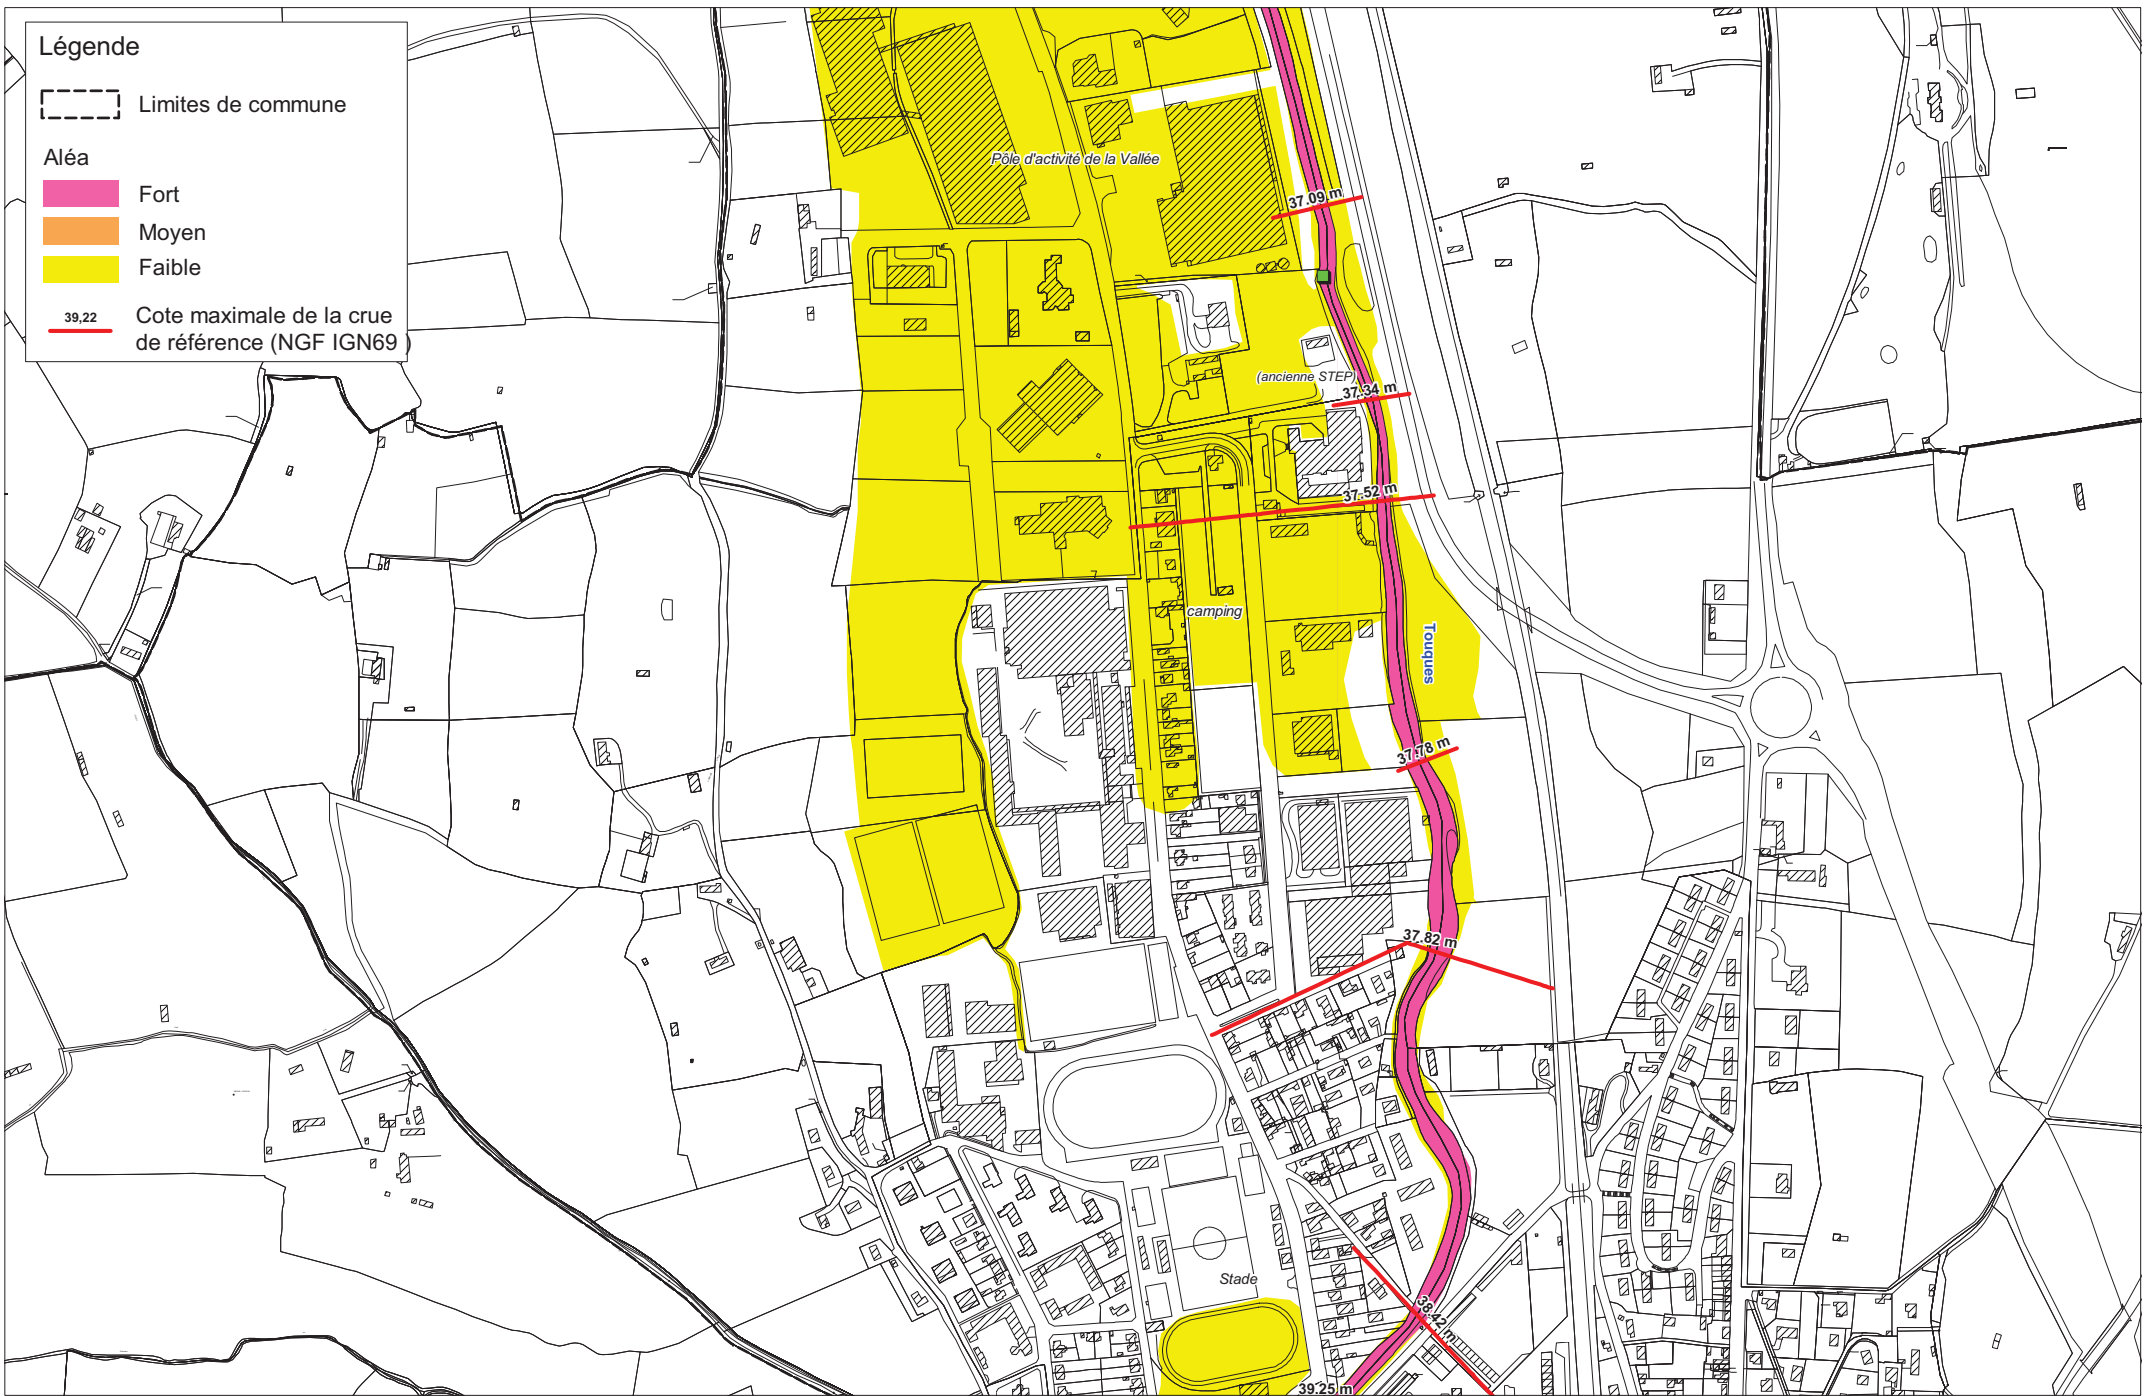 Légende
Limites de commune
Aléa
Fort
Moyen
Faible
39,22
Cote maximale de la crue
de référence (NGF IGN69 )
Pôle d'activité de la Vallée
37.09 m
(ancienne STEP)
37.34 m
37.52 m
camping
Touques
37.78 m
37.82 m
Stade
38.42 m
39.25 m